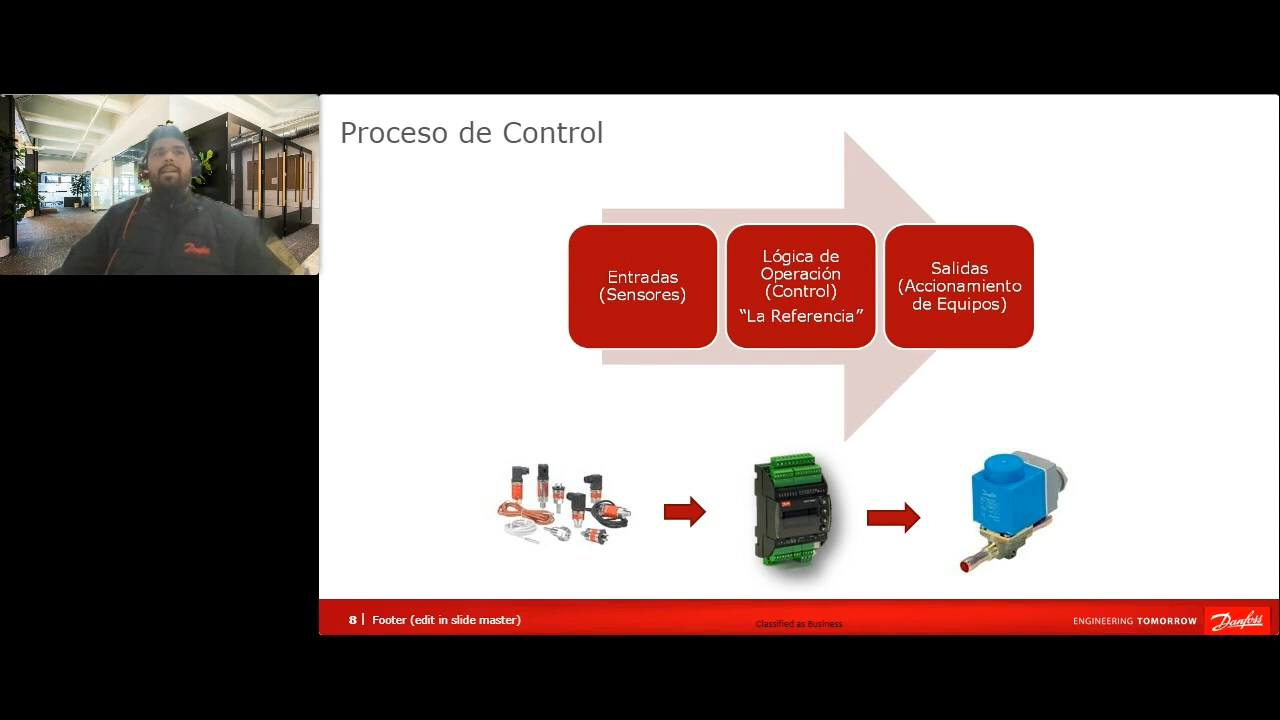 Proceso de Control
Entradas
(Sensores)
Lógica de
Operación
(Control)
“La Referencia”
Salidas
(Accionamiento
de Equipos)
8 | Footer (edit in slide master)
Classified as Business
ENGINEERING TOMORROW
Danfoss
Danfoss